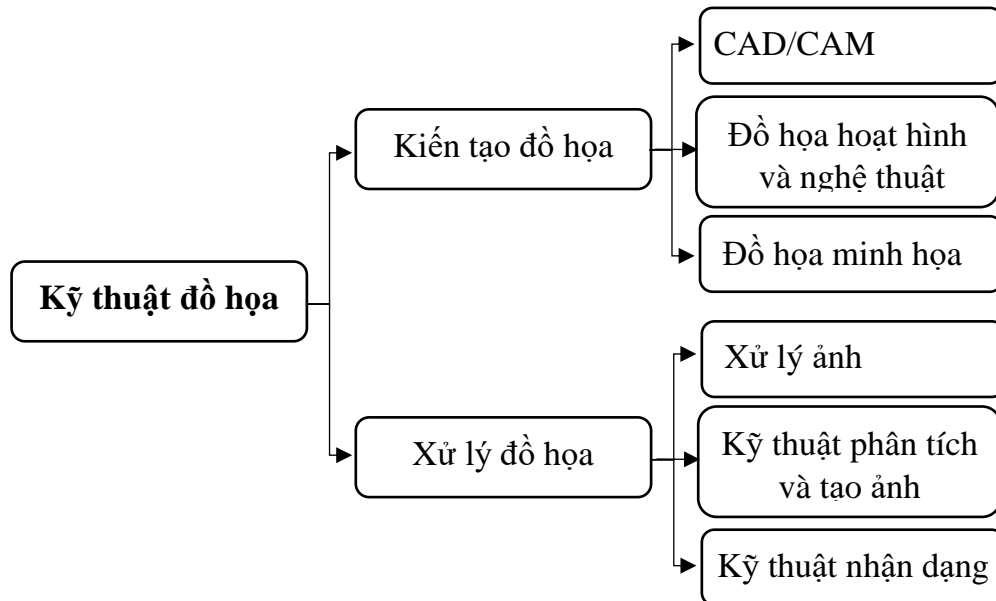 Kỹ thuật đồ họa
Kiến tạo đồ họa
CAD/CAM
Đồ họa hoạt hình
và nghệ thuật
Đồ họa minh họa
Xử lý đồ họa
Xử lý ảnh
Kỹ thuật phân tích
và tạo ảnh
Kỹ thuật nhận dạng